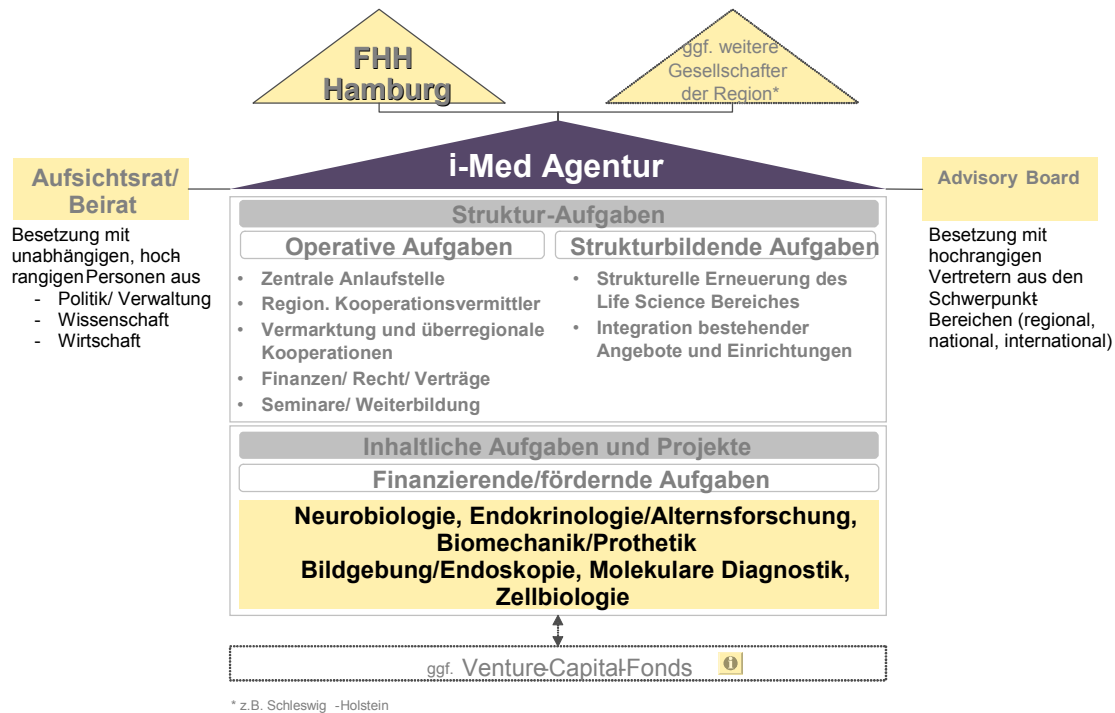 FHH
Hamburg
ggf. weitere
Gesellschafter
der Region*
i-Med Agentur
Aufsichtsrat/
Beirat
Besetzung mit
unabhängigen, hoch-
rangigen Personen aus
- Politik/ Verwaltung
- Wissenschaft
- Wirtschaft
Advisory Board
Besetzung mit
hochrangigen
Vertretern aus den
Schwerpunkt-
Bereichen (regional,
national, international)
Struktur-Aufgaben
Operative Aufgaben
• Zentrale Anlaufstelle
• Region. Kooperationsvermittler
• Vermarktung und überregionale
Kooperationen
• Finanzen/ Recht/ Verträge
• Seminare/ Weiterbildung
Strukturbildende Aufgaben
• Strukturelle Erneuerung des
Life Science Bereiches
• Integration bestehender
Angebote und Einrichtungen
Inhaltliche Aufgaben und Projekte
Finanzierende/fördernde Aufgaben
Neurobiologie, Endokrinologie/Alternsforschung,
Biomechanik/Prothetik
Bildgebung/Endoskopie, Molekulare Diagnostik,
Zellbiologie
ggf. Venture-Capital-Fonds
* z.B. Schleswig -Holstein